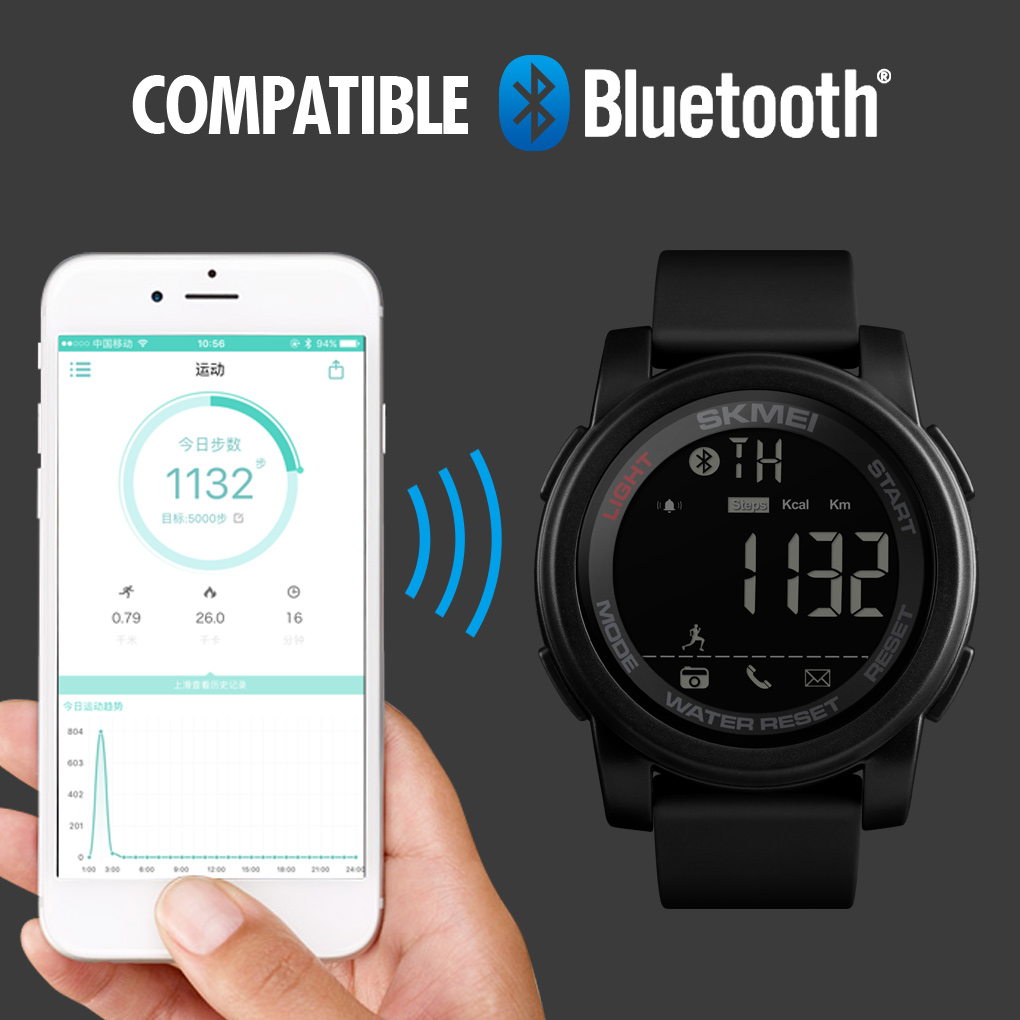 COMPATIBLE Bluetooth®
中国移动 10:56 94%
运动
今日步数
1132 步
目标:5000步
0.79 26.0 16
千米 千卡 分钟
上滑查看历史记录
今日运动趋势
804
603
402
201
0
1:00 3:00 6:00 9:00 12:00 15:00 18:00 21:00 24:00
SKMEI
LIGHT
START
TH
Steps Kcal Km
1132
MODE
RESET
WATER RESET